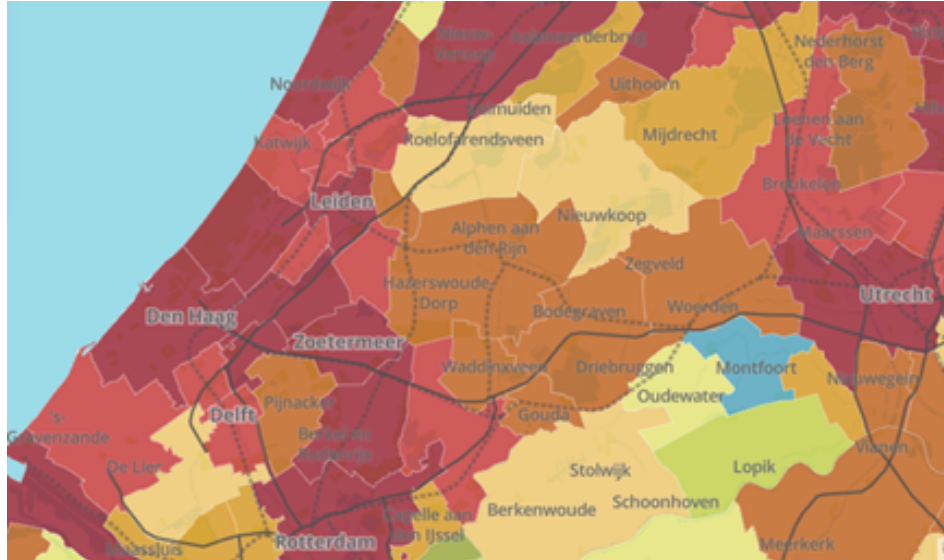 Aalsmeerderbrug
Nederhorst
den Berg
Noordwijk
Uithoorn
Roelofarendsveen
Mijdrecht
Loenen aan
de Vecht
Katwijk
Breukelen
Leiden
Nieuwkoop
Alphen aan
den Rijn
Maarssen
Zegveld
Hazerswoude-
Dorp
Utrecht
Den Haag
Bodegraven
Woerden
Zoetermeer
Waddinxveen
Driebruggen
Montfoort
Nieuwegein
Oudewater
Pijnacker
Delft
Gouda
's-
Gravenzande
Berkel en
Rodenrijs
Vianen
De Lier
Stolwijk
Lopik
Schoonhoven
Berkenwoude
Capelle aan
den IJssel
Maassluis
Rotterdam
Meerkerk